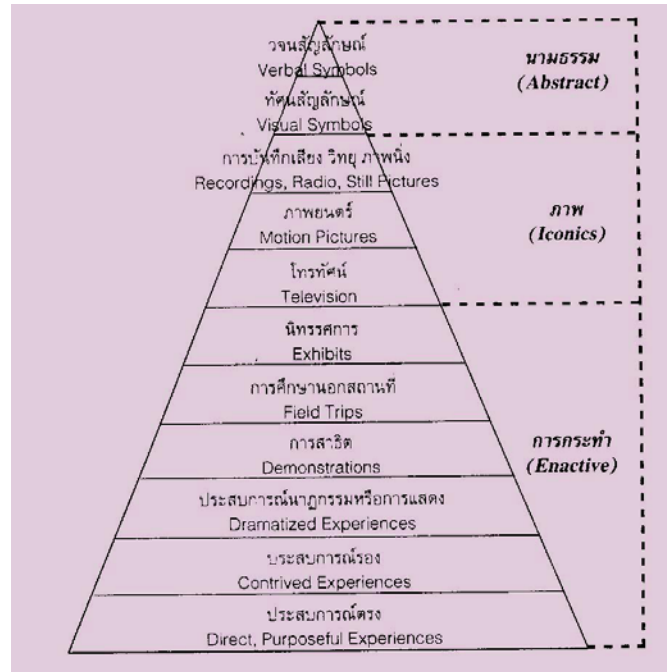 วจนสัญลักษณ์
Verbal Symbols
ทัศนสัญลักษณ์
Visual Symbols
นามธรรม
(Abstract)
การบันทึกเสียง วิทยุ ภาพนิ่ง
Recordings, Radio, Still Pictures
ภาพยนตร์
Motion Pictures
โทรทัศน์
Television
ภาพ
(Iconics)
นิทรรศการ
Exhibits
การศึกษานอกสถานที่
Field Trips
การสาธิต
Demonstrations
ประสบการณ์นาฏกรรมหรือการแสดง
Dramatized Experiences
ประสบการณ์รอง
Contrived Experiences
ประสบการณ์ตรง
Direct, Purposeful Experiences
การกระทำ
(Enactive)